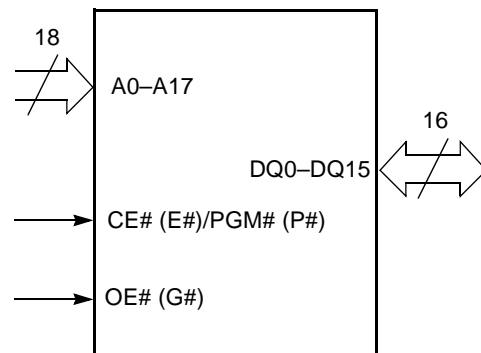 18
A0–A17
16
DQ0–DQ15
CE# (E#)/PGM# (P#)
OE# (G#)